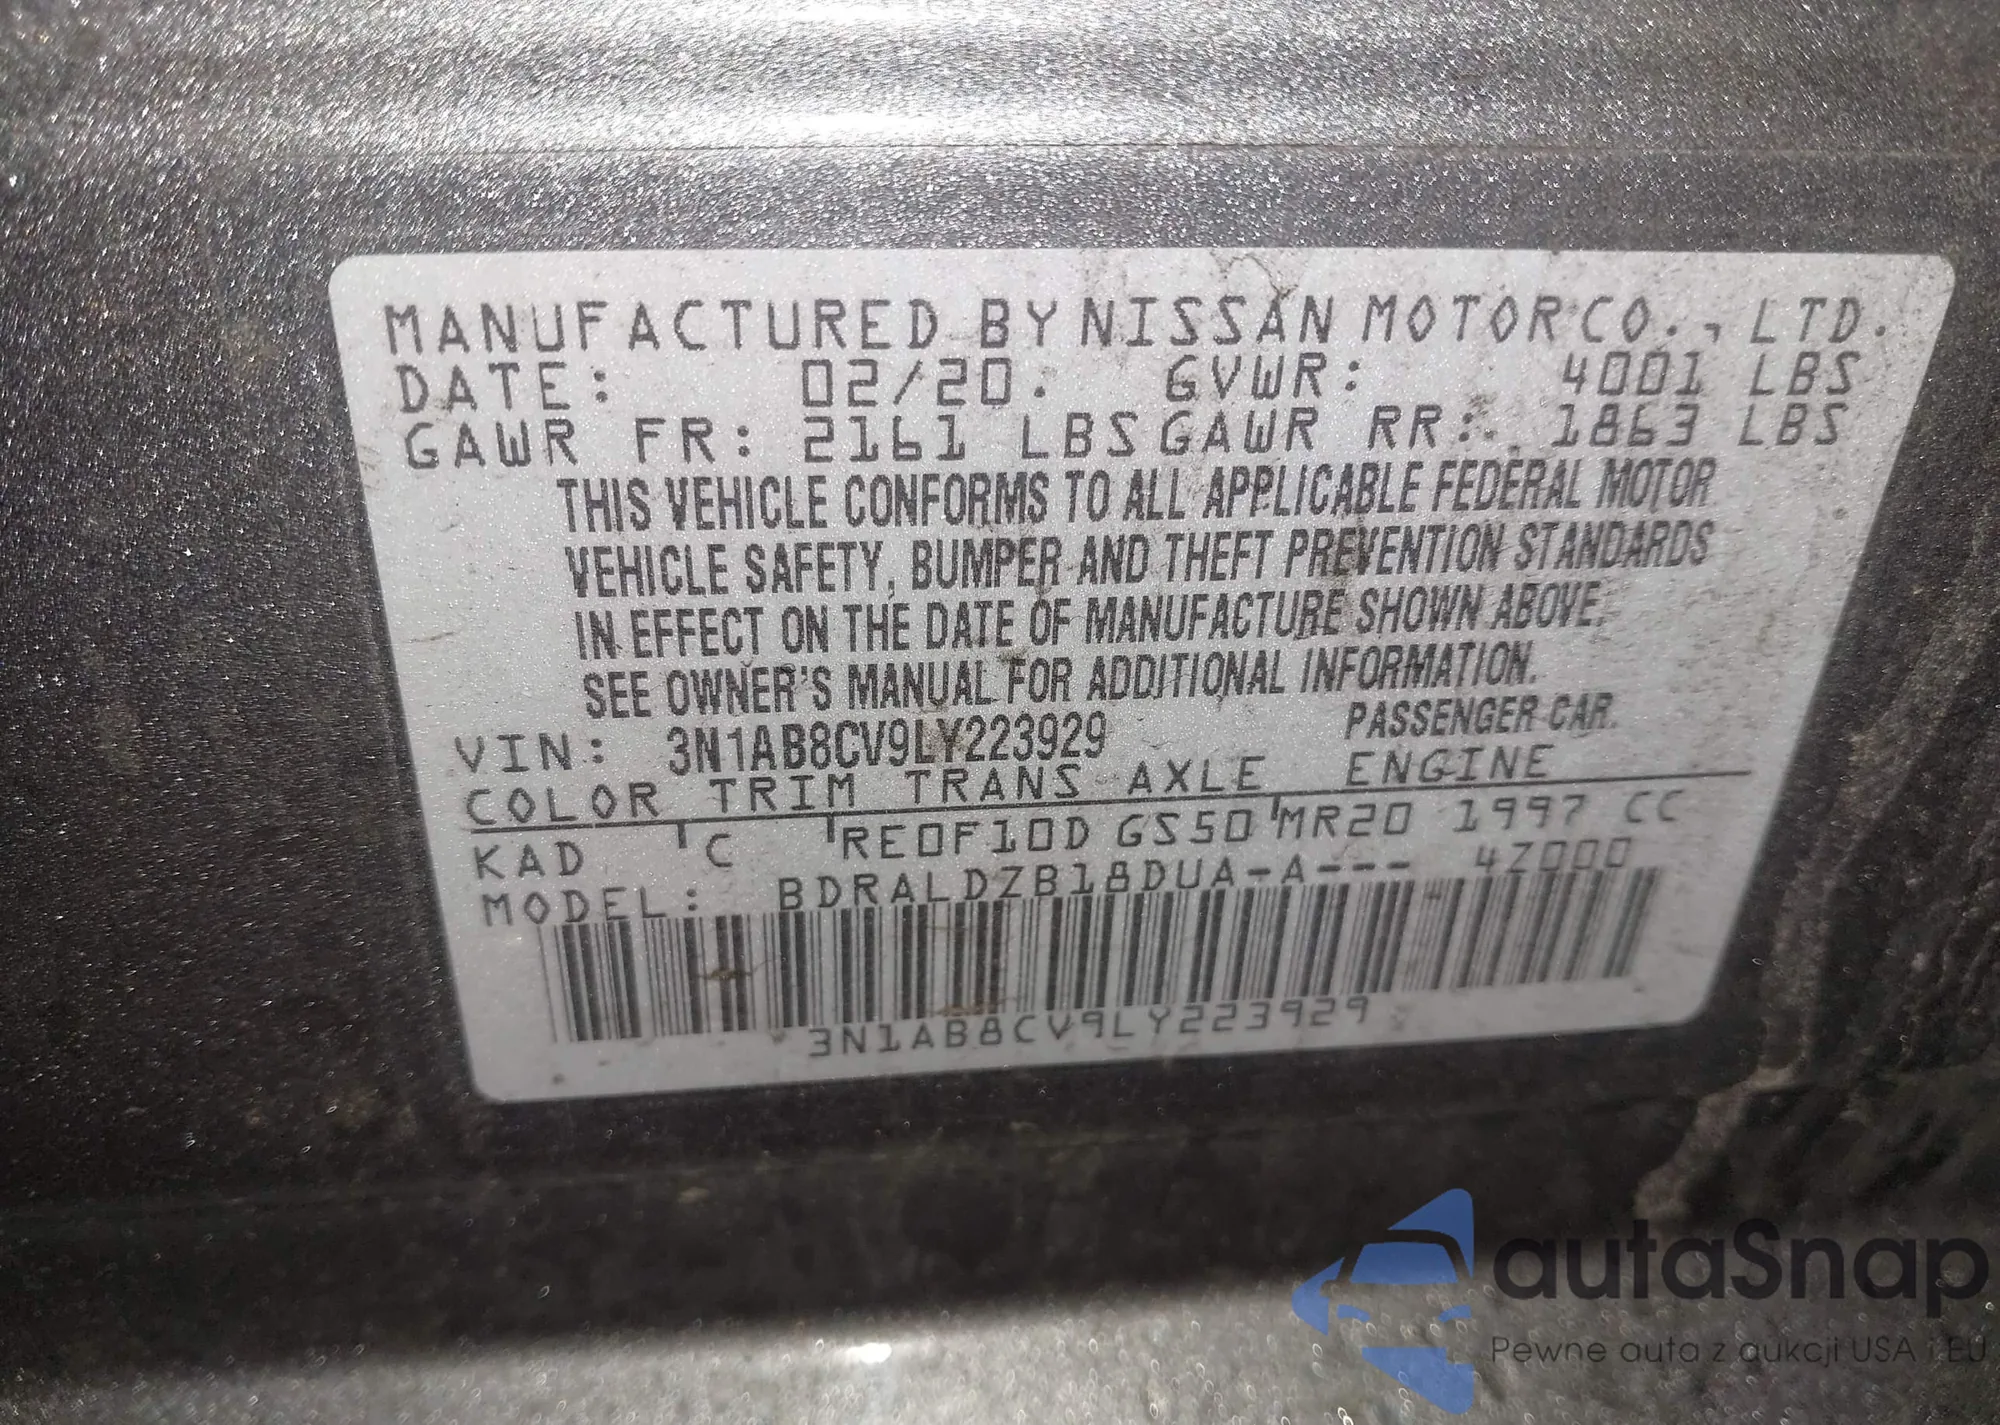 MANUFACTURED BY NISSAN MOTOR CO., LTD.
DATE: 02/20. GVWR: 4001 LBS
GAWR FR: 2161 LBS GAWR RR: 1863 LBS
THIS VEHICLE CONFORMS TO ALL APPLICABLE FEDERAL MOTOR
VEHICLE SAFETY, BUMPER AND THEFT PREVENTION STANDARDS
IN EFFECT ON THE DATE OF MANUFACTURE SHOWN ABOVE.
SEE OWNER'S MANUAL FOR ADDITIONAL INFORMATION.
VIN: 3N1AB8CV9LY223929 PASSENGER CAR.
COLOR TRIM TRANS AXLE ENGINE
KAD C RE0F10D GS50 MR20 1997 CC
MODEL: BDRALDZB18DUA-A--- 4Z000
3N1AB8CV9LY223929
autaSnap
Pewne auta z aukcji USA i EU